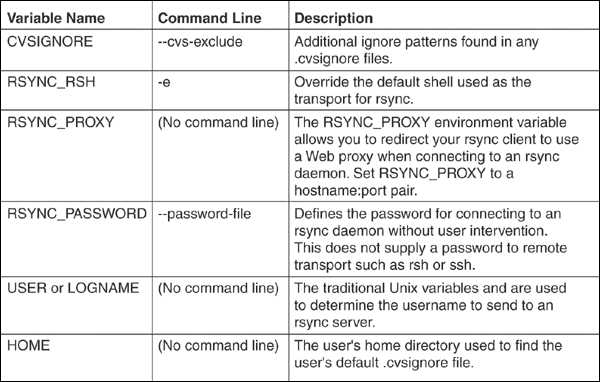 Variable Name Command Line Description
CVSIGNORE --cvs-exclude Additional ignore patterns found in any
.cvsignore files.
RSYNC_RSH -e Override the default shell used as the
transport for rsync.
RSYNC_PROXY (No command line) The RSYNC_PROXY environment variable
allows you to redirect your rsync client to use
a Web proxy when connecting to an rsync
daemon. Set RSYNC_PROXY to a
hostname:port pair.
RSYNC_PASSWORD --password-file Defines the password for connecting to an
rsync daemon without user intervention.
This does not supply a password to remote
transport such as rsh or ssh.
USER or LOGNAME (No command line) The traditional Unix variables and are used
to determine the username to send to an
rsync server.
HOME (No command line) The user's home directory used to find the
user's default .cvsignore file.